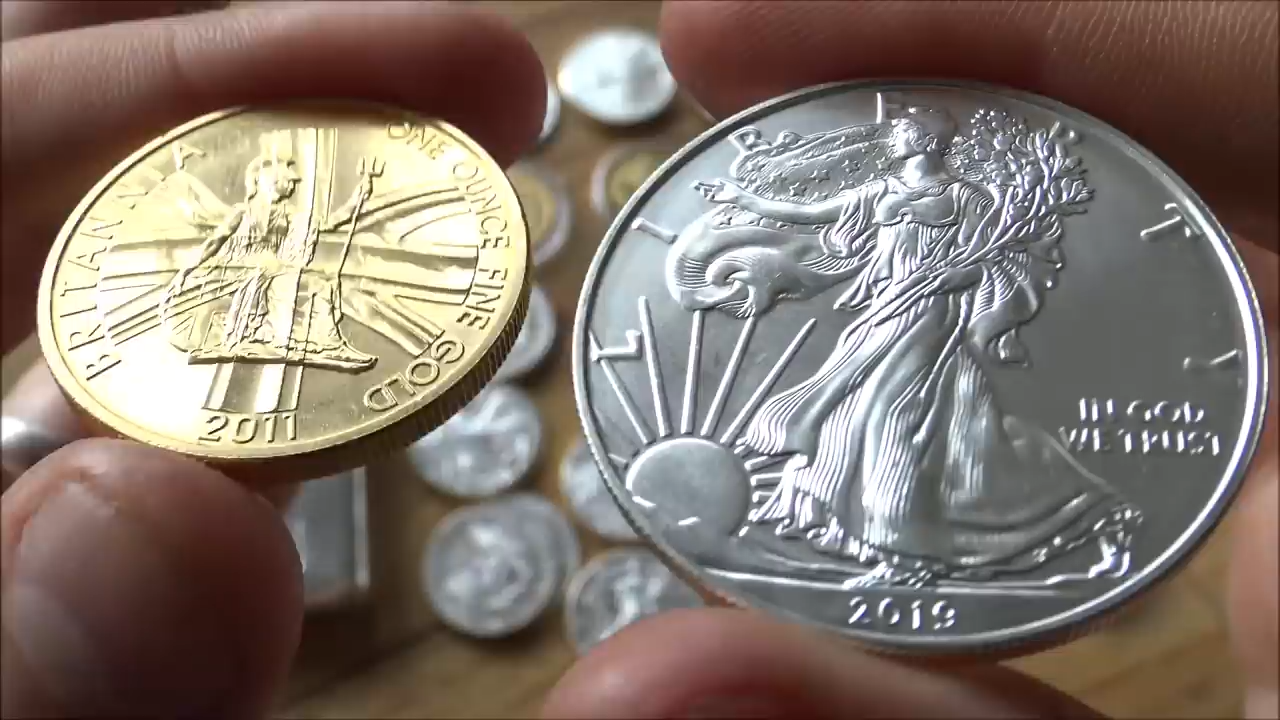 BRITANNIA
ONE OUNCE FINE GOLD
2011
LIBERTY
IN GOD
WE TRUST
2019